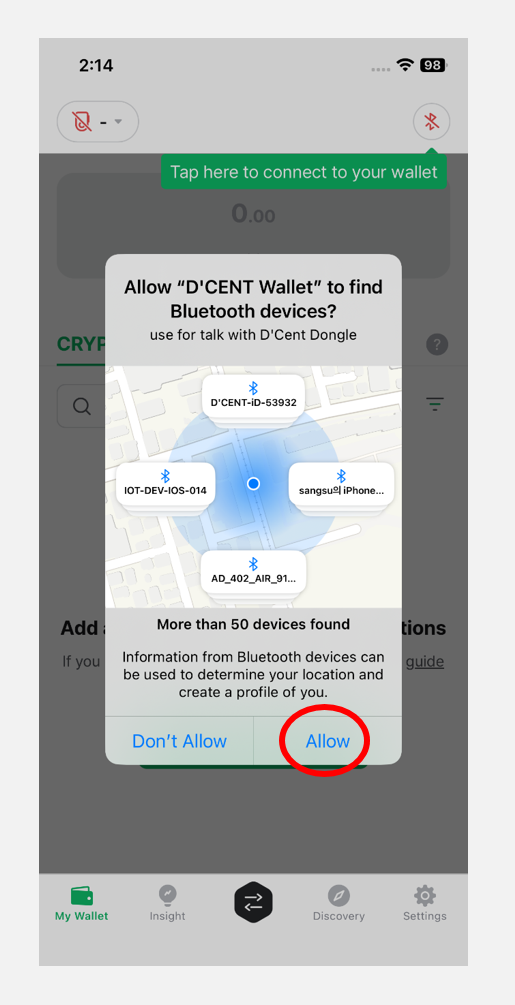 2:14
98
-
Tap here to connect to your wallet
0.00
Allow “D'CENT Wallet” to find
Bluetooth devices?
use for talk with D'Cent Dongle
CRYP
?
D'CENT-iD-53932
IOT-DEV-IOS-014
sangsu의 iPhone...
AD_402_AIR_91...
More than 50 devices found
Add
tions
If you
guide
Information from Bluetooth devices can
be used to determine your location and
create a profile of you.
Don’t Allow
Allow
My Wallet
Insight
Discovery
Settings